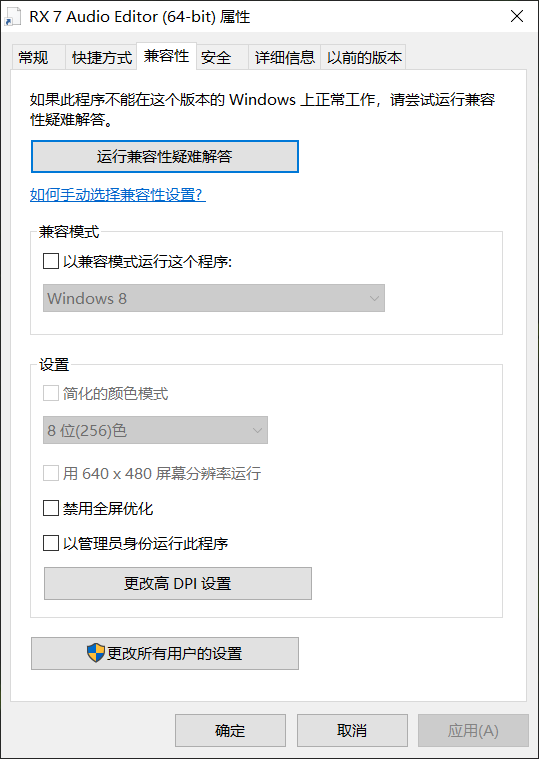 RX 7 Audio Editor (64-bit) 属性
常规 快捷方式 兼容性 安全 详细信息 以前的版本
如果此程序不能在这个版本的 Windows 上正常工作，请尝试运行兼容
性疑难解答。
运行兼容性疑难解答
如何手动选择兼容性设置?
兼容模式
以兼容模式运行这个程序:
Windows 8
设置
简化的颜色模式
8 位(256)色
用 640 x 480 屏幕分辨率运行
禁用全屏优化
以管理员身份运行此程序
更改高 DPI 设置
更改所有用户的设置
确定 取消 应用(A)